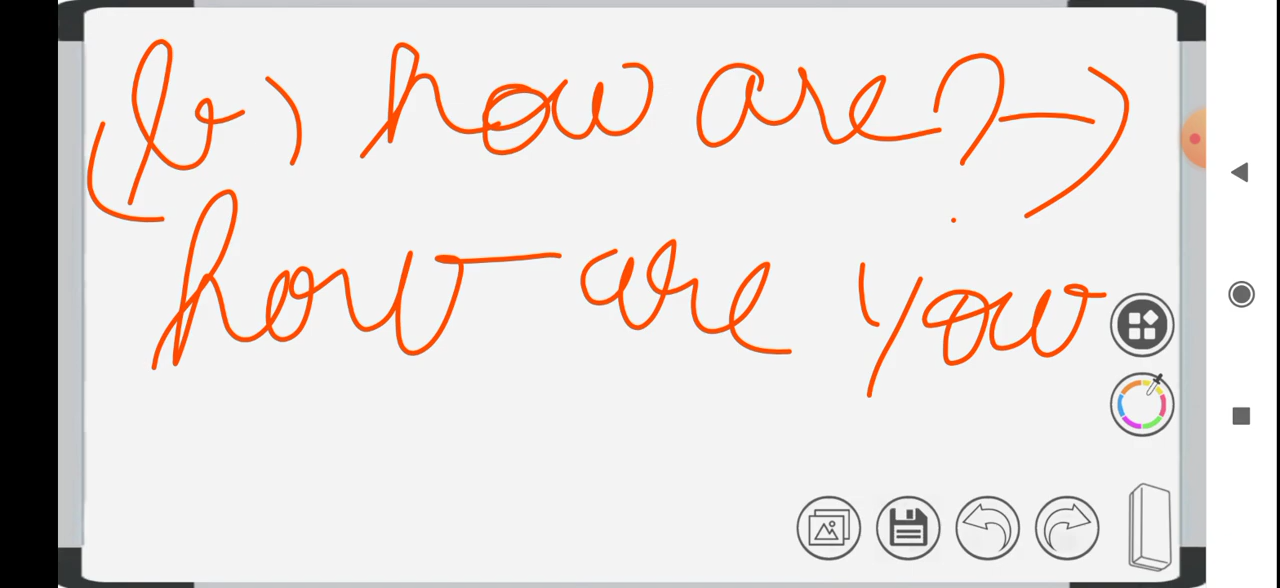 (b) how are? →
how are you